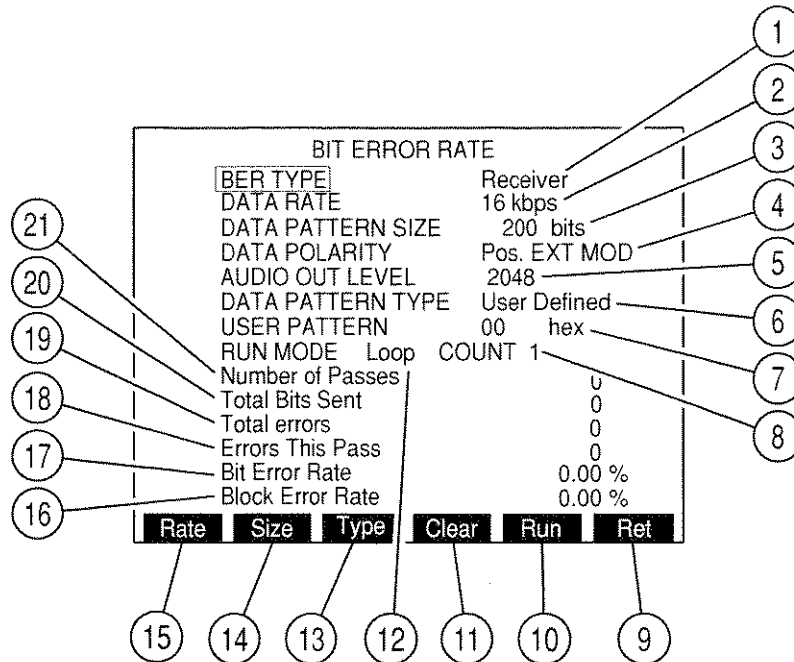 BIT ERROR RATE
BER TYPE Receiver
DATA RATE 16 kbps
DATA PATTERN SIZE 200 bits
DATA POLARITY Pos. EXT MOD
AUDIO OUT LEVEL 2048
DATA PATTERN TYPE User Defined
USER PATTERN 00 hex
RUN MODE Loop COUNT 1
Number of Passes 0
Total Bits Sent 0
Total errors 0
Errors This Pass 0
Bit Error Rate 0.00 %
Block Error Rate 0.00 %
Rate Size Type Clear Run Ret
1
2
3
4
5
6
7
8
21
20
19
18
17
16
15 14 13 12 11 10 9